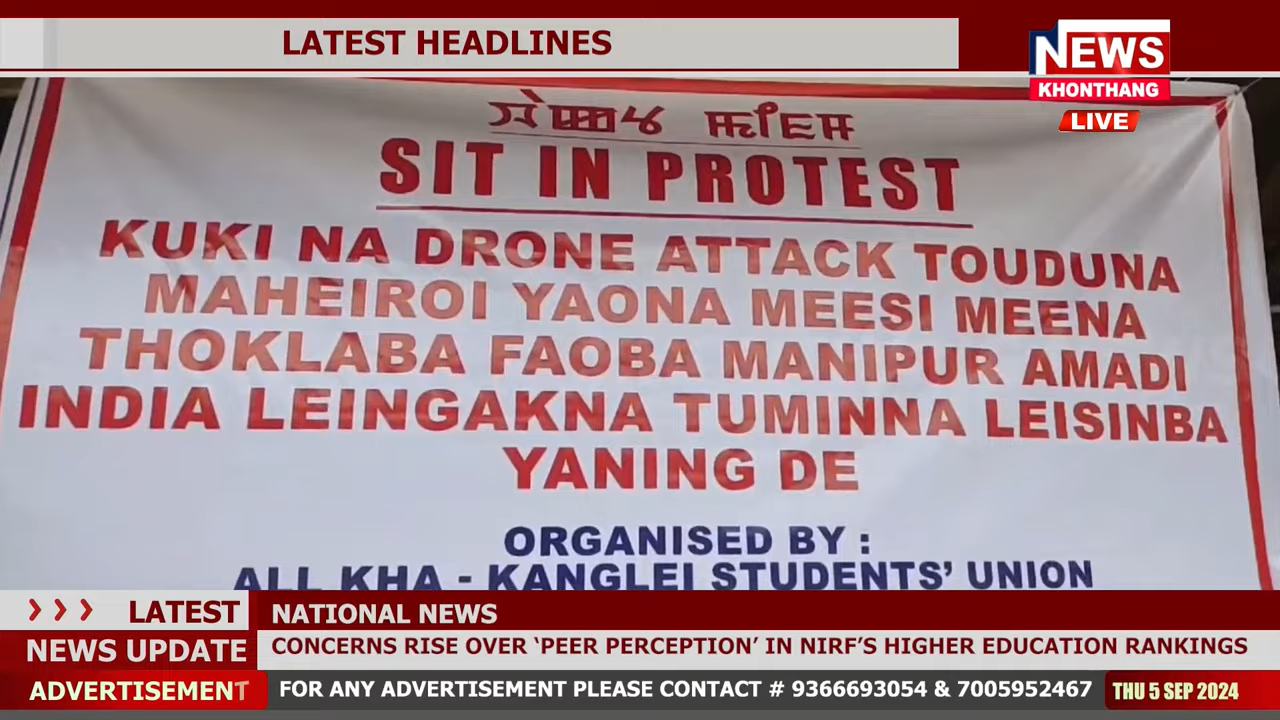 LATEST HEADLINES
NEWS
KHONTHANG
LIVE
SIT IN PROTEST
KUKI NA DRONE ATTACK TOUDUNA
MAHEIROI YAONA MEESI MEENA
THOKLABA FAOBA MANIPUR AMADI
INDIA LEINGAKNA TUMINNA LEISINBA
YANING DE
ORGANISED BY :
ALL KHA - KANGLEI STUDENTS' UNION
❯❯❯ LATEST
NEWS UPDATE
NATIONAL NEWS
CONCERNS RISE OVER ‘PEER PERCEPTION’ IN NIRF’S HIGHER EDUCATION RANKINGS
ADVERTISEMENT
FOR ANY ADVERTISEMENT PLEASE CONTACT # 9366693054 & 7005952467
THU 5 SEP 2024